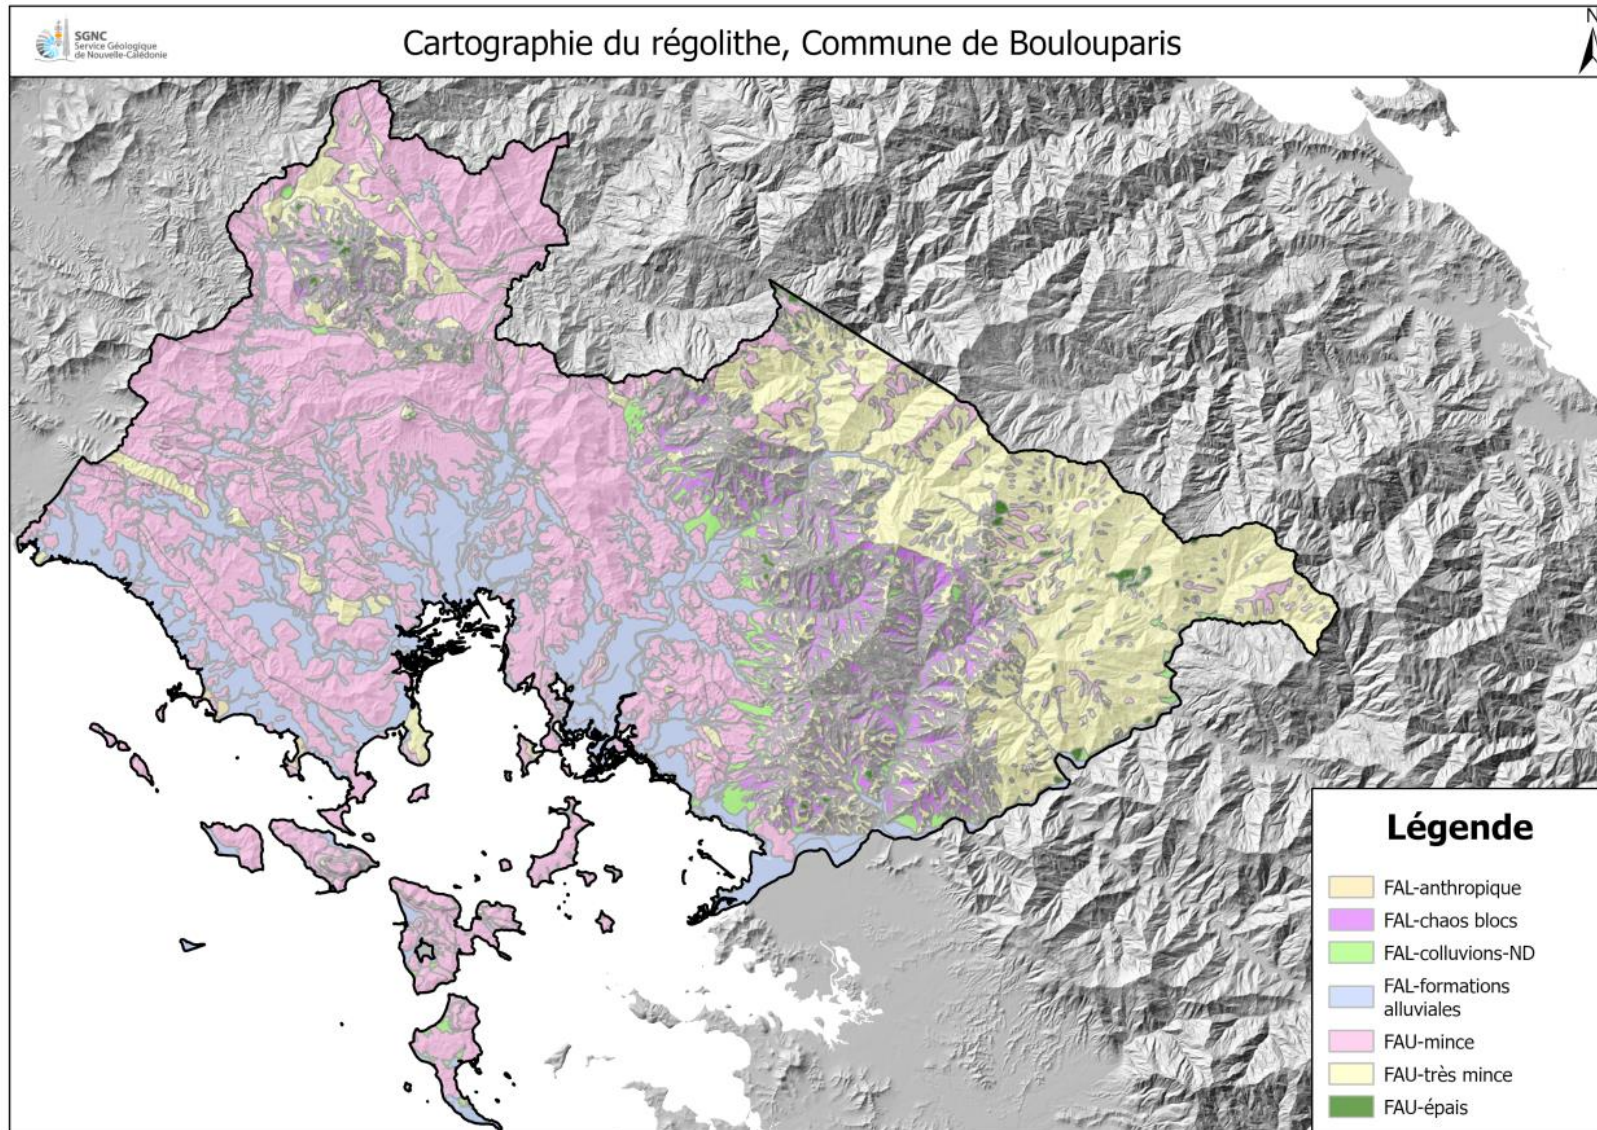 SGNC
Service Géologique
de Nouvelle-Calédonie
Cartographie du régolithe, Commune de Boulouparis
N
Légende
FAL-anthropique
FAL-chaos blocs
FAL-colluvions-ND
FAL-formations
alluviales
FAU-mince
FAU-très mince
FAU-épais